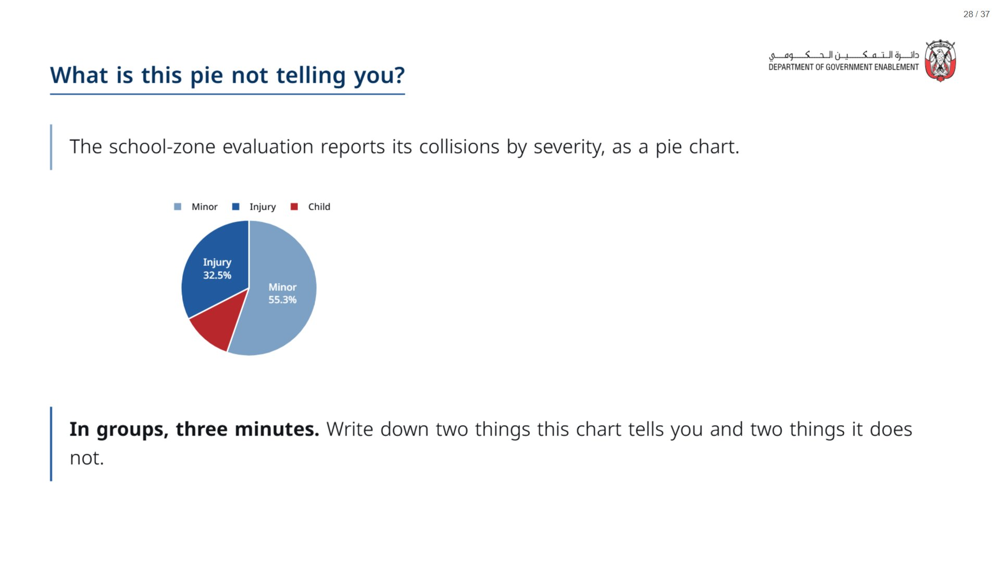 28 / 37
دائرة التمكين الحكومي
DEPARTMENT OF GOVERNMENT ENABLEMENT
What is this pie not telling you?
The school-zone evaluation reports its collisions by severity, as a pie chart.
Minor Injury Child
Injury
32.5%
Minor
55.3%
In groups, three minutes. Write down two things this chart tells you and two things it does
not.